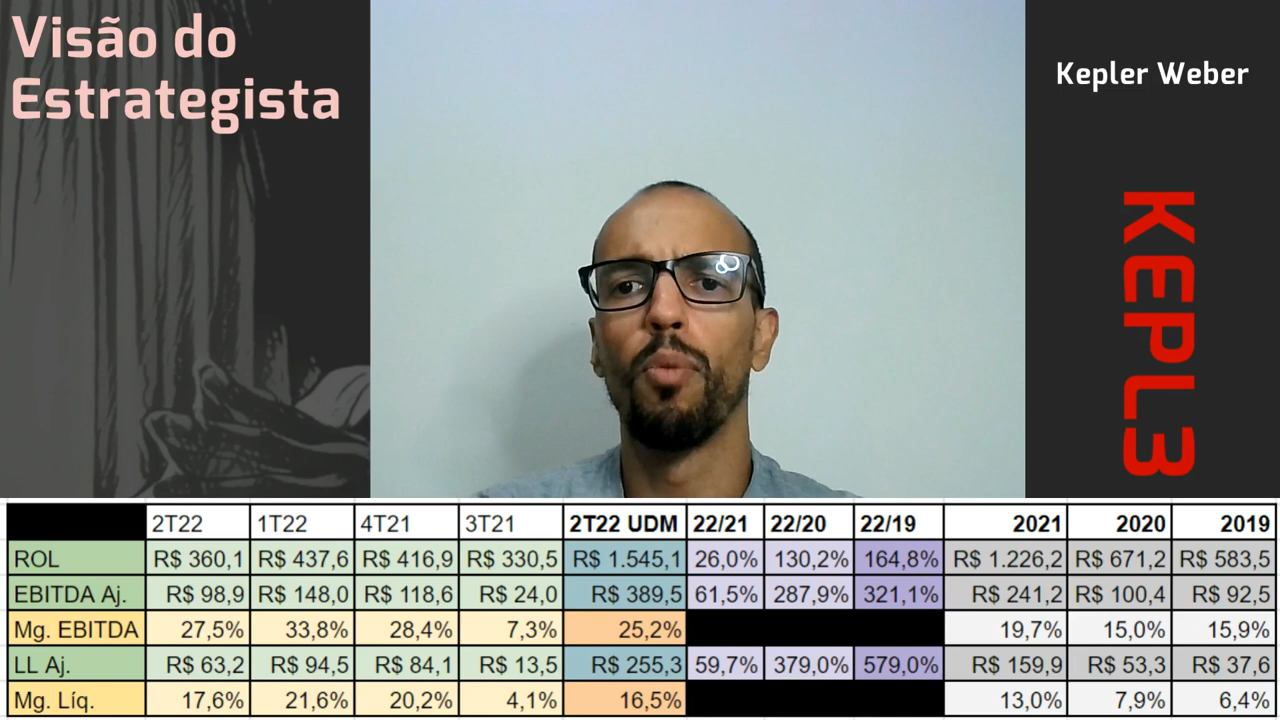 Visão do
Estrategista
Kepler Weber
KEPL3
2T22 1T22 4T21 3T21 2T22 UDM 22/21 22/20 22/19 2021 2020 2019
ROL R$ 360,1 R$ 437,6 R$ 416,9 R$ 330,5 R$ 1.545,1 26,0% 130,2% 164,8% R$ 1.226,2 R$ 671,2 R$ 583,5
EBITDA Aj. R$ 98,9 R$ 148,0 R$ 118,6 R$ 24,0 R$ 389,5 61,5% 287,9% 321,1% R$ 241,2 R$ 100,4 R$ 92,5
Mg. EBITDA 27,5% 33,8% 28,4% 7,3% 25,2% 19,7% 15,0% 15,9%
LL Aj. R$ 63,2 R$ 94,5 R$ 84,1 R$ 13,5 R$ 255,3 59,7% 379,0% 579,0% R$ 159,9 R$ 53,3 R$ 37,6
Mg. Líq. 17,6% 21,6% 20,2% 4,1% 16,5% 13,0% 7,9% 6,4%